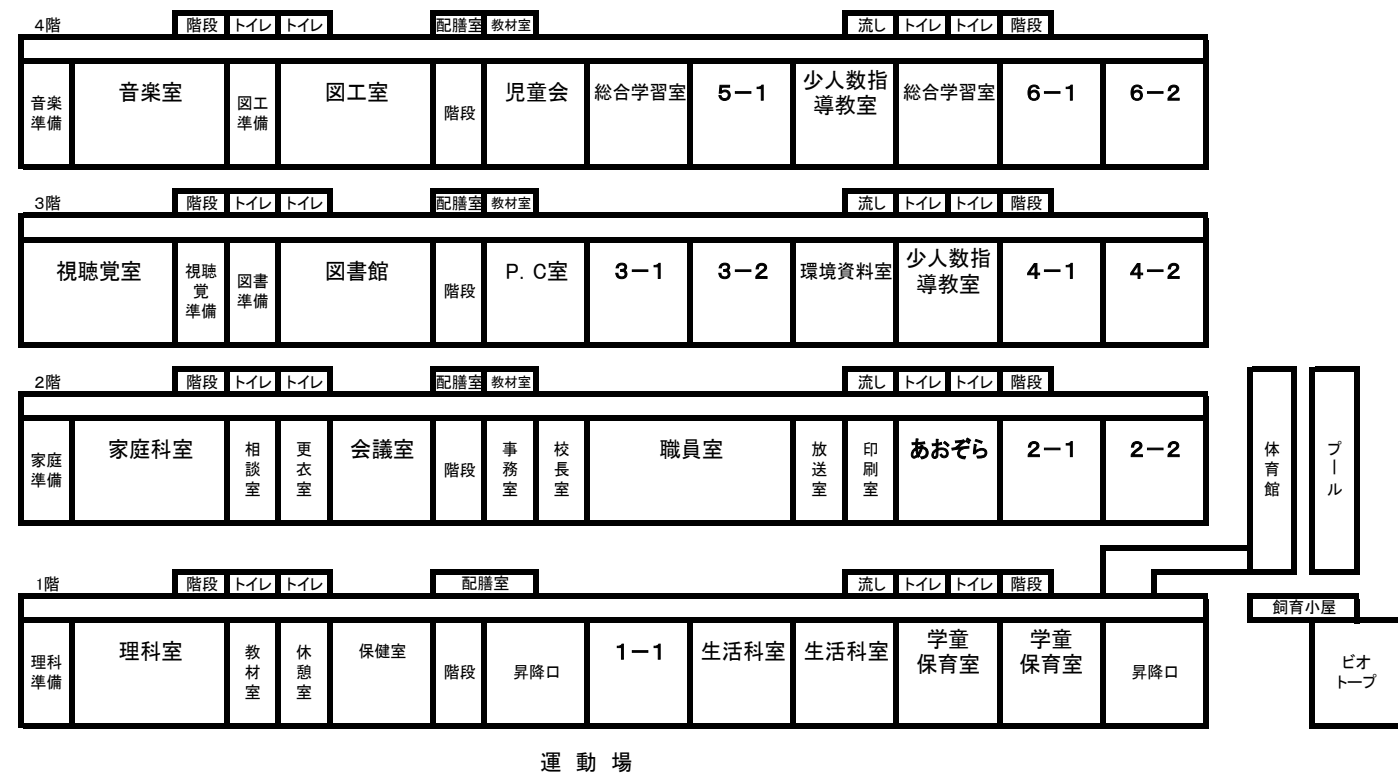 4階
階段 トイレ トイレ 配膳室 教材室 流し トイレ トイレ 階段
音楽
準備
音楽室
図工
準備
図工室
階段
児童会
総合学習室
5－1
少人数指
導教室
総合学習室
6－1
6－2
3階
階段 トイレ トイレ 配膳室 教材室 流し トイレ トイレ 階段
視聴覚室
視聴
覚
準備
図書
準備
図書館
階段
P．C室
3－1
3－2
環境資料室
少人数指
導教室
4－1
4－2
2階
階段 トイレ トイレ 配膳室 教材室 流し トイレ トイレ 階段
家庭
準備
家庭科室
相談室
更衣室
会議室
階段
事務室
校長室
職員室
放送室
印刷室
あおぞら
2－1
2－2
体育館
プール
1階
階段 トイレ トイレ 配膳室 流し トイレ トイレ 階段
理科
準備
理科室
教材室
休憩室
保健室
階段
昇降口
1－1
生活科室
生活科室
学童
保育室
学童
保育室
昇降口
飼育小屋
ビオ
トープ
運 動 場